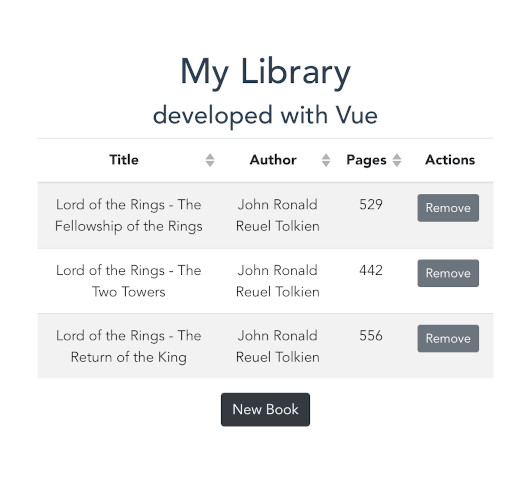 My Library
developed with Vue
Title Author Pages Actions
Lord of the Rings - The John Ronald 529 Remove
Fellowship of the Rings Reuel Tolkien
Lord of the Rings - The John Ronald 442 Remove
Two Towers Reuel Tolkien
Lord of the Rings - The John Ronald 556 Remove
Return of the King Reuel Tolkien
New Book